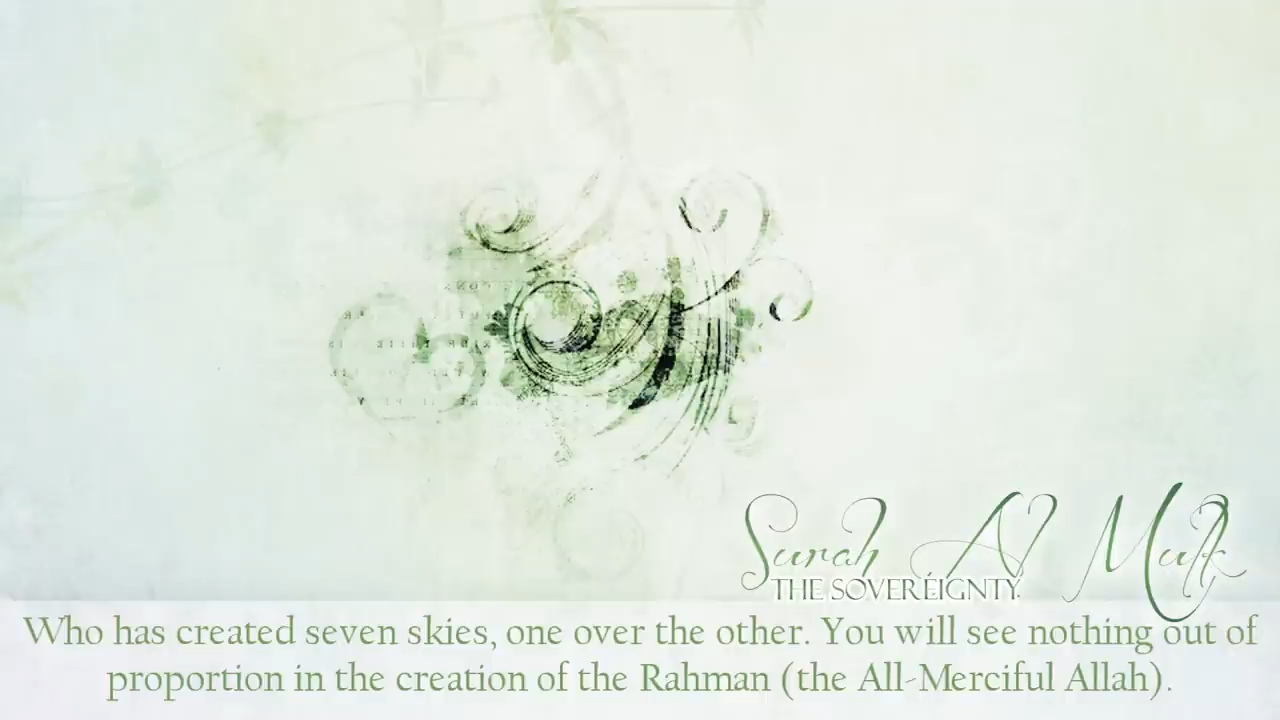 Surah Al Mulk
THE SOVEREIGNTY
Who has created seven skies, one over the other. You will see nothing out of
proportion in the creation of the Rahman (the All-Merciful Allah).